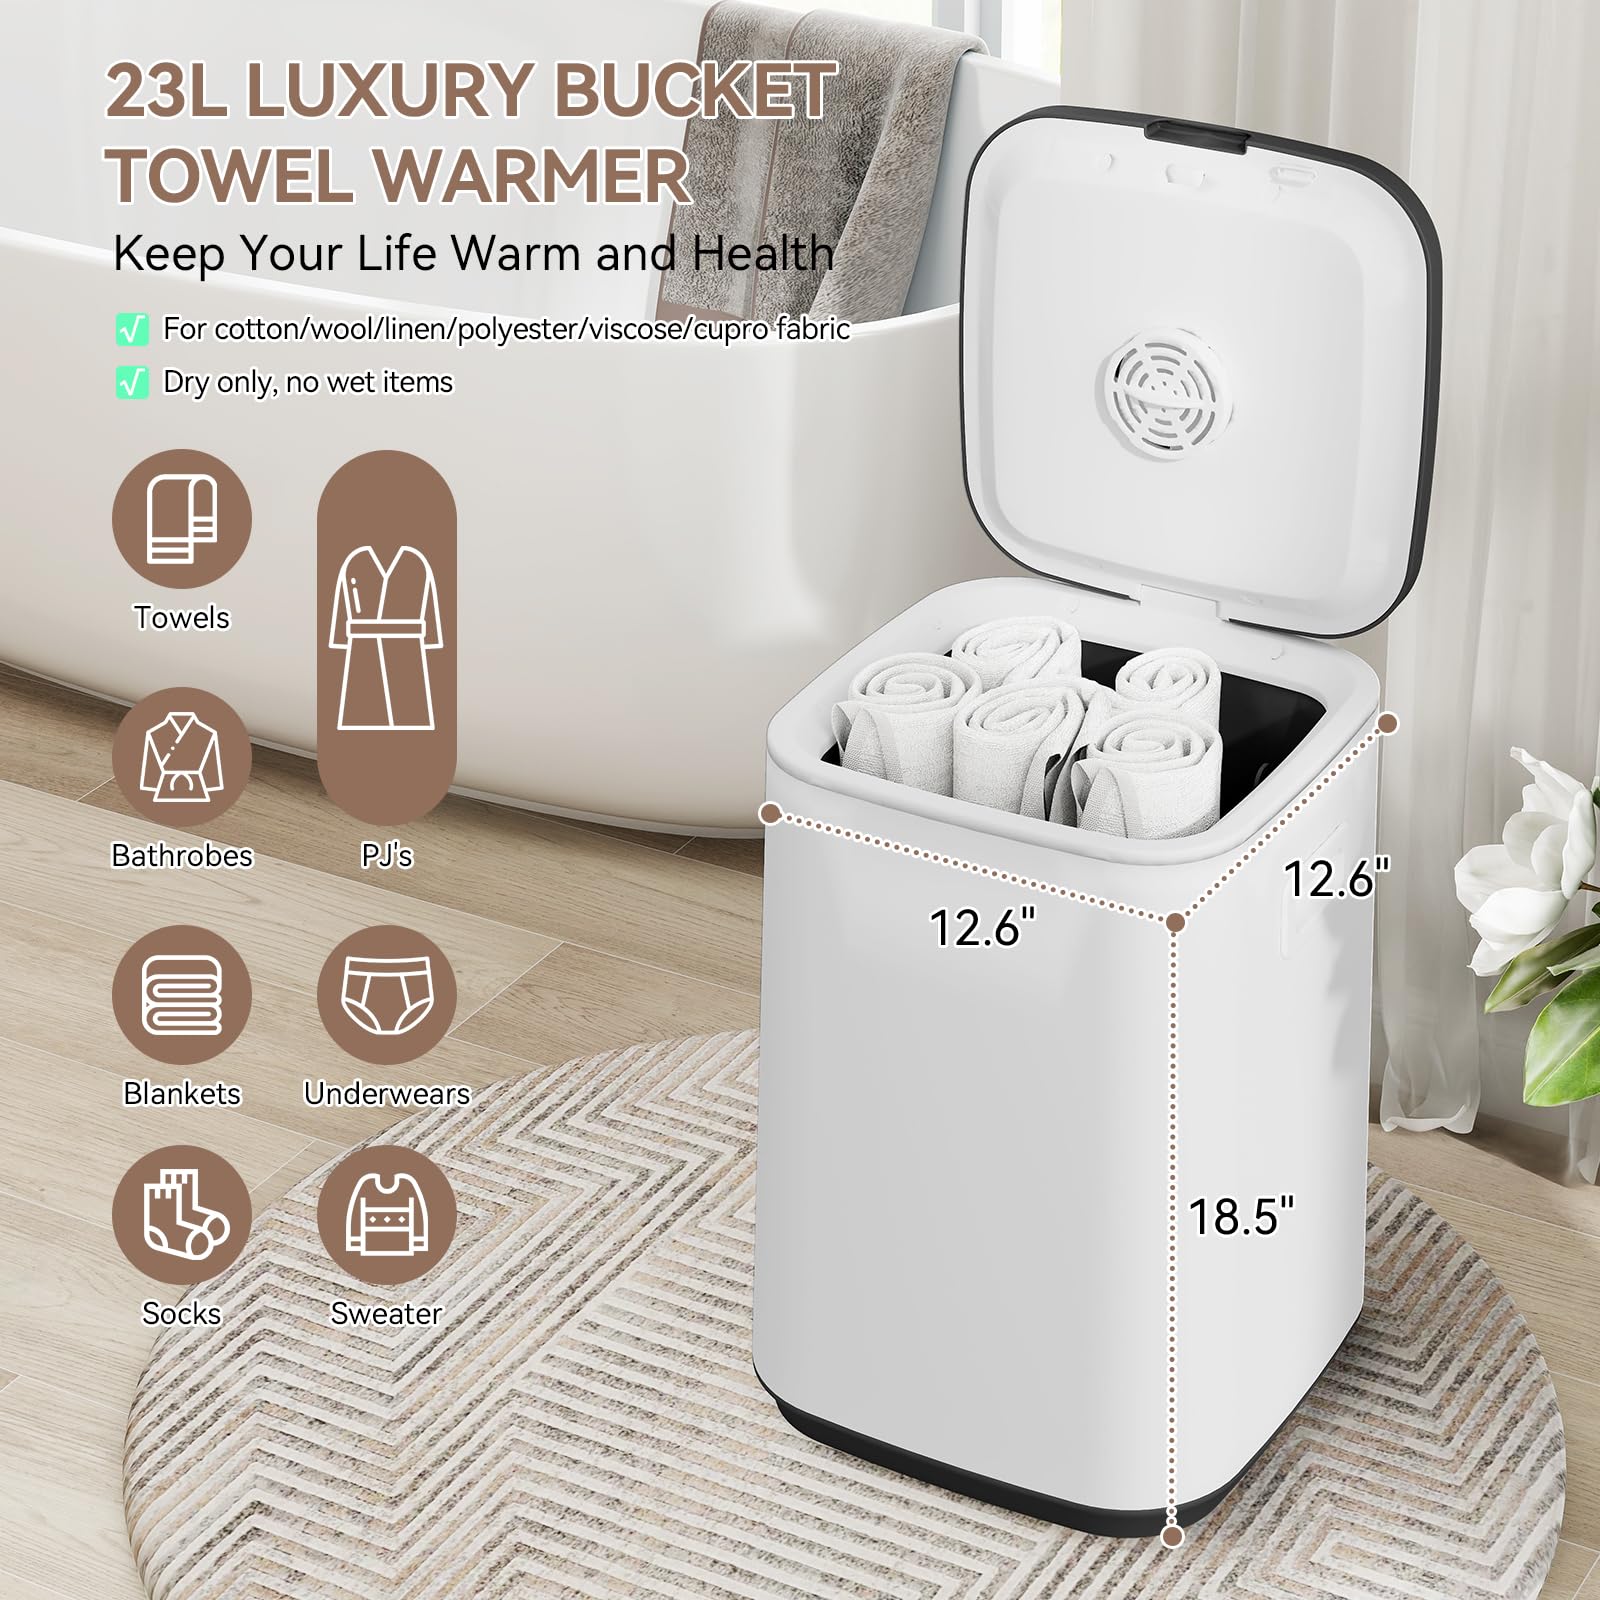 23L LUXURY BUCKET
TOWEL WARMER
Keep Your Life Warm and Health
√ For cotton/wool/linen/polyester/viscose/cupro fabric
√ Dry only, no wet items
Towels
Bathrobes
PJ's
Blankets
Underwears
Socks
Sweater
12.6"
12.6"
18.5"